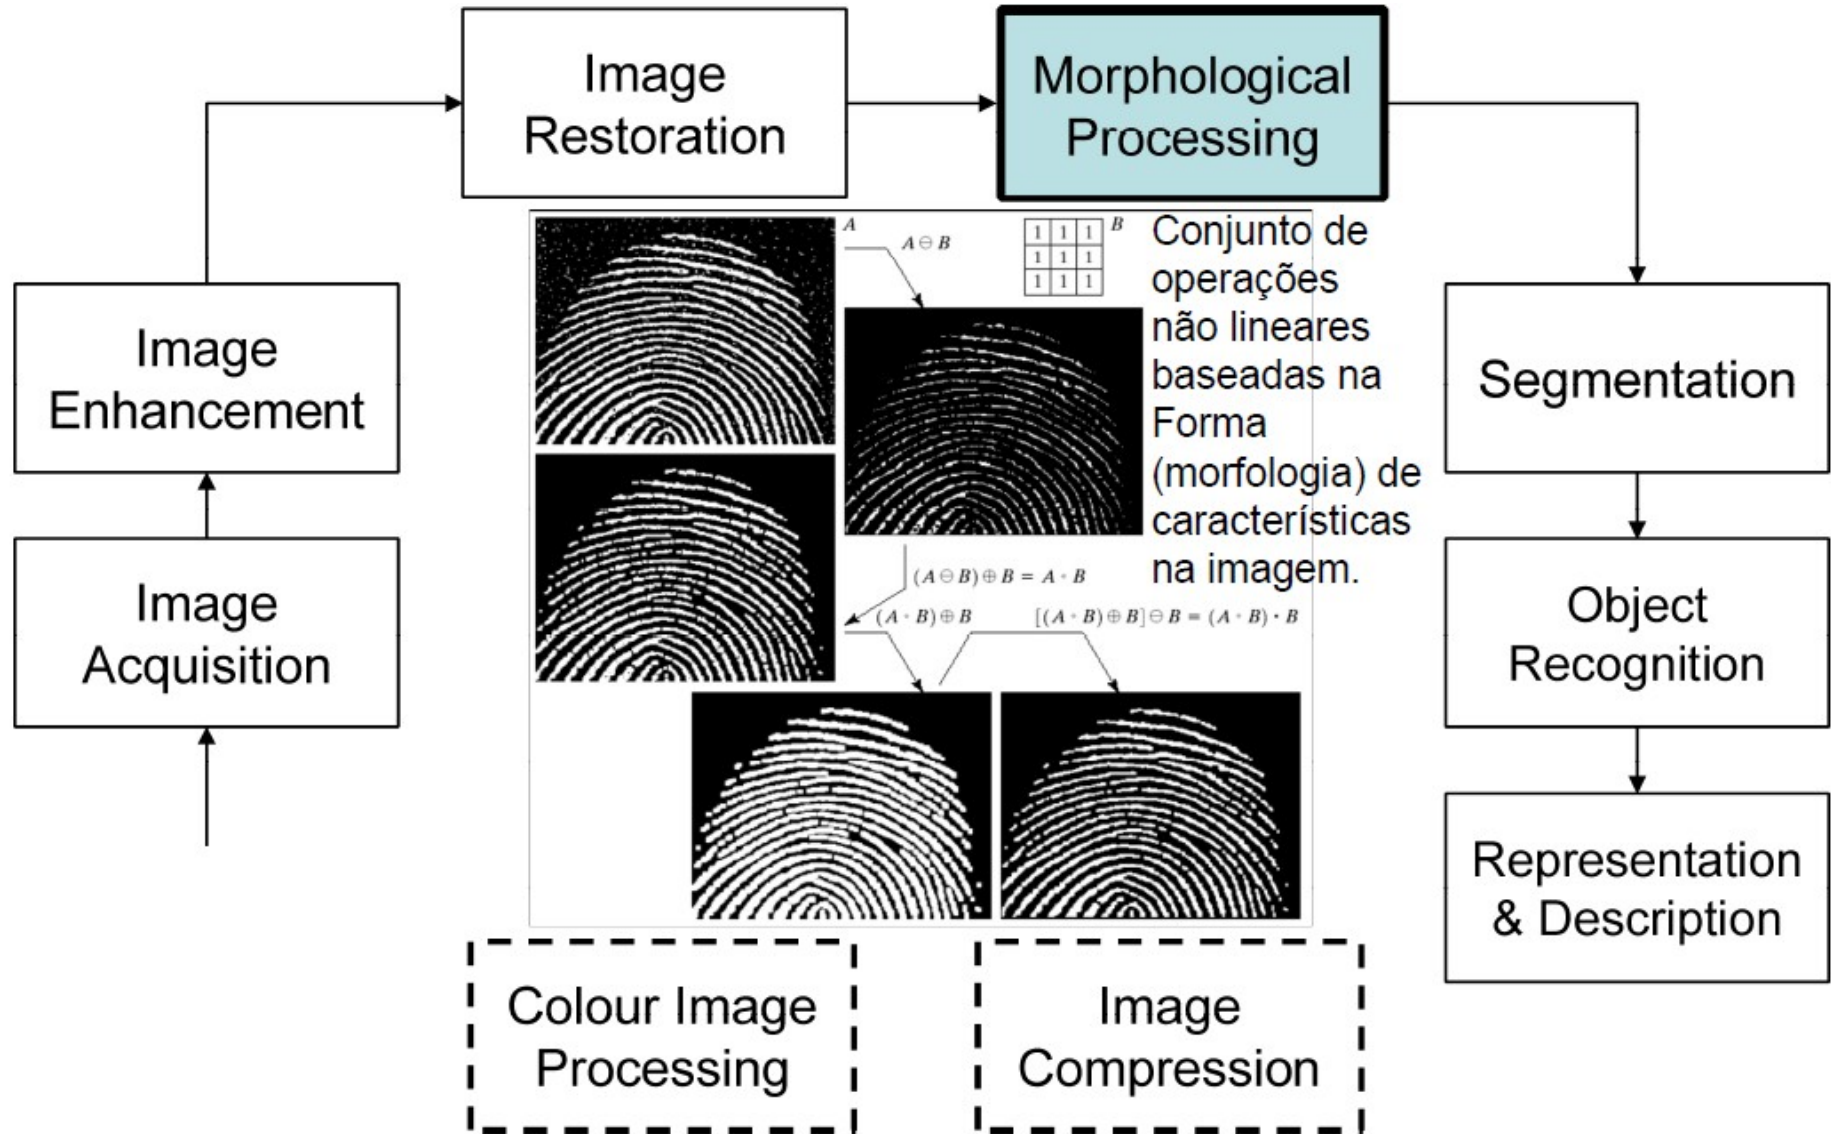 Image
Restoration
Morphological
Processing
Image
Enhancement
Image
Acquisition
A
A ⊖ B
1 1 1
1 1 1
1 1 1
B
Conjunto de
operações
não lineares
baseadas na
Forma
(morfologia) de
características
na imagem.
(A ⊖ B) ⊕ B = A ∘ B
(A ∘ B) ⊕ B
[(A ∘ B) ⊕ B] ⊖ B = (A ∘ B) • B
Segmentation
Object
Recognition
Representation
& Description
Colour Image
Processing
Image
Compression